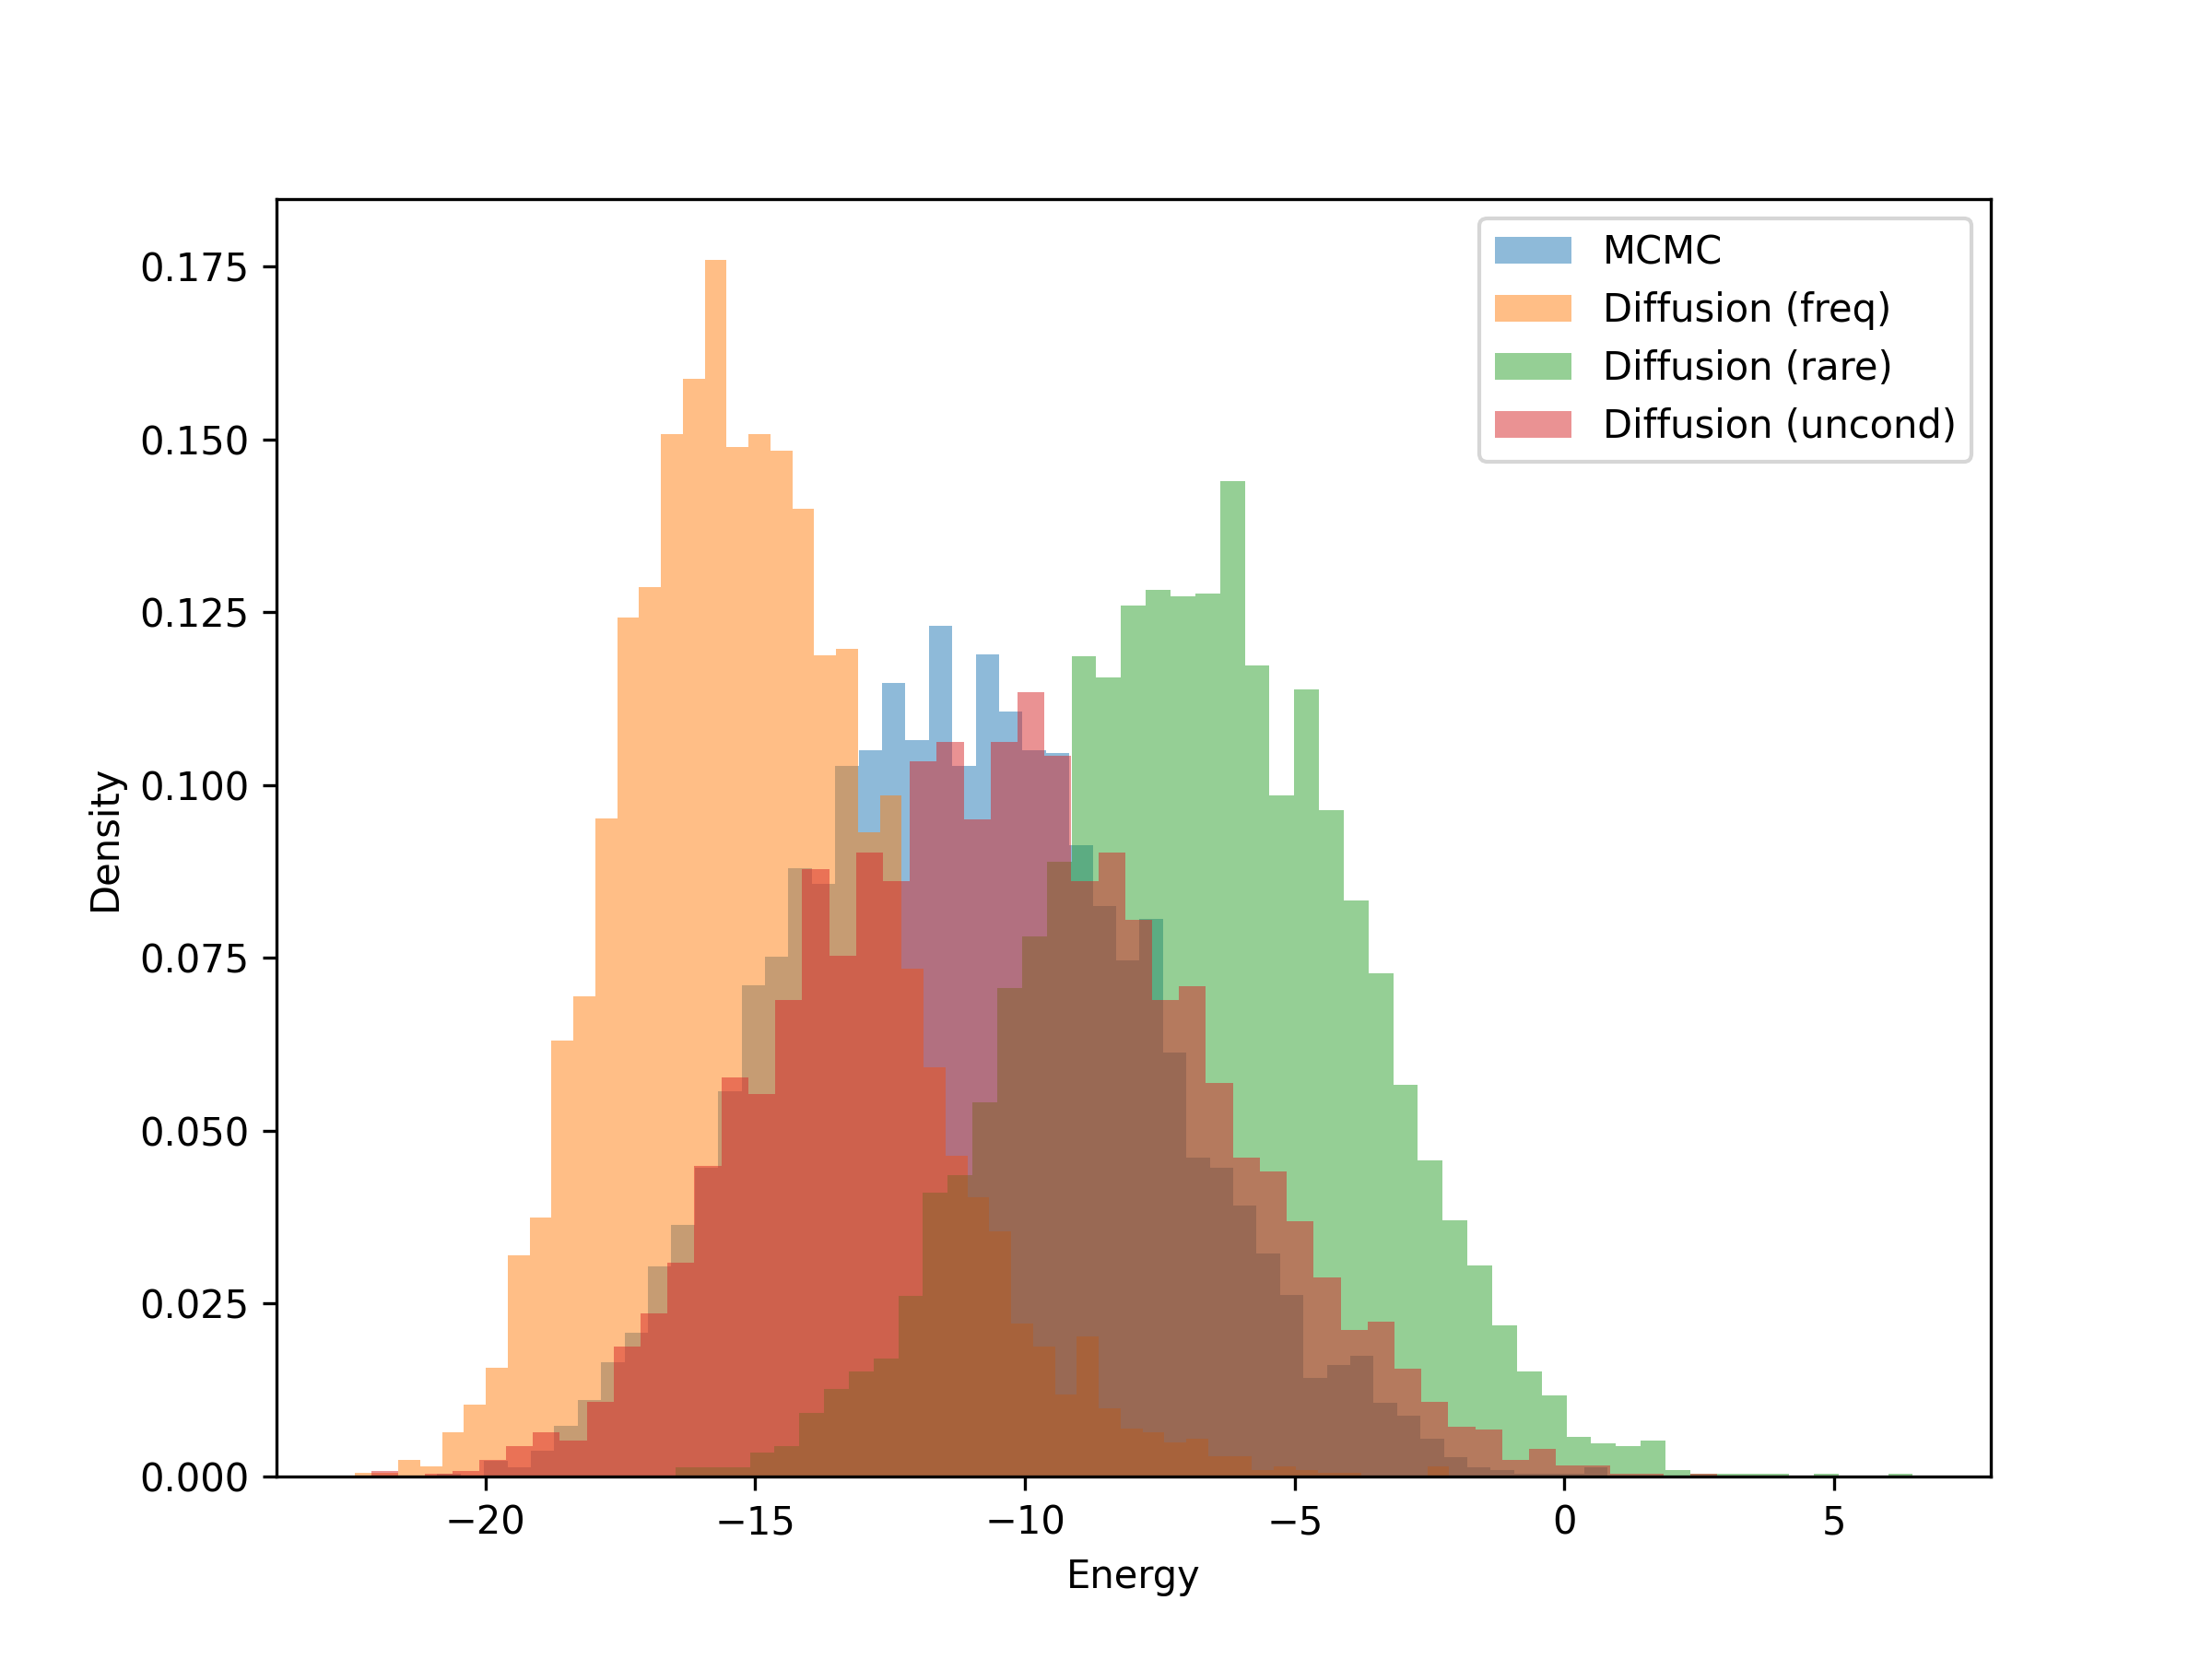 MCMC
Diffusion (freq)
Diffusion (rare)
Diffusion (uncond)
0.175
0.150
0.125
0.100
0.075
0.050
0.025
0.000
Density
−20 −15 −10 −5 0 5
Energy